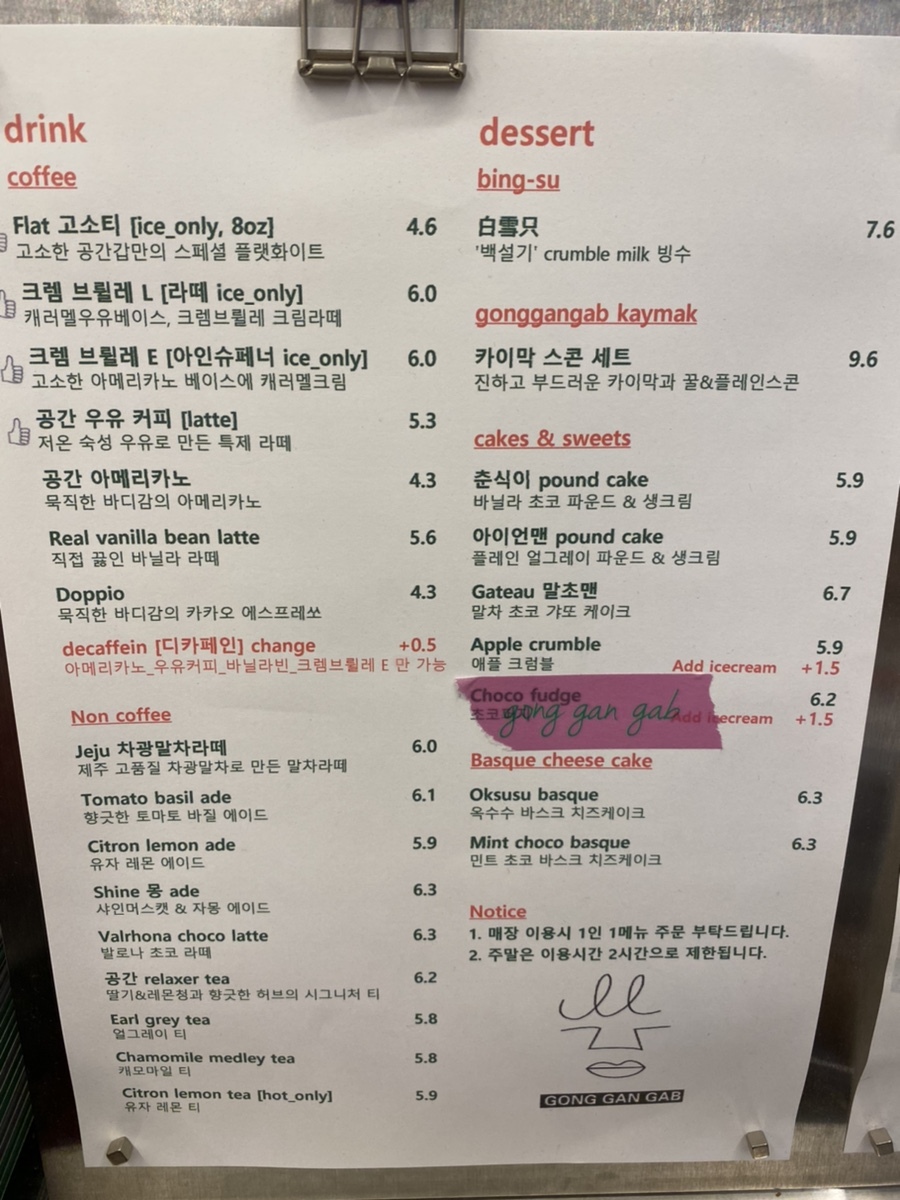 drink
coffee
Flat 고소티 [ice_only, 8oz] 4.6
고소한 공간갑만의 스페셜 플랫화이트
크렘 브륄레 L [라떼 ice_only] 6.0
캐러멜우유베이스, 크렘브륄레 크림라떼
크렘 브륄레 E [아인슈페너 ice_only] 6.0
고소한 아메리카노 베이스에 캐러멜크림
공간 우유 커피 [latte] 5.3
저온 숙성 우유로 만든 특제 라떼
공간 아메리카노 4.3
묵직한 바디감의 아메리카노
Real vanilla bean latte 5.6
직접 끓인 바닐라 라떼
Doppio 4.3
묵직한 바디감의 카카오 에스프레쏘
decaffein [디카페인] change +0.5
아메리카노_우유커피_바닐라빈_크렘브륄레 E 만 가능
Non coffee
Jeju 차광말차라떼 6.0
제주 고품질 차광말차로 만든 말차라떼
Tomato basil ade 6.1
향긋한 토마토 바질 에이드
Citron lemon ade 5.9
유자 레몬 에이드
Shine 몽 ade 6.3
샤인머스캣 & 자몽 에이드
Valrhona choco latte 6.3
발로나 초코 라떼
공간 relaxer tea 6.2
딸기&레몬청과 향긋한 허브의 시그니처 티
Earl grey tea 5.8
얼그레이 티
Chamomile medley tea 5.8
캐모마일 티
Citron lemon tea [hot_only] 5.9
유자 레몬 티
dessert
bing-su
白雪只 7.6
'백설기' crumble milk 빙수
gonggangab kaymak
카이막 스콘 세트 9.6
진하고 부드러운 카이막과 꿀&플레인스콘
cakes & sweets
춘식이 pound cake 5.9
바닐라 초코 파운드 & 생크림
아이언맨 pound cake 5.9
플레인 얼그레이 파운드 & 생크림
Gateau 말초맨 6.7
말차 초코 갸또 케이크
Apple crumble 5.9
애플 크럼블 Add icecream +1.5
Choco fudge 6.2
gong gan gab
Add icecream +1.5
Basque cheese cake
Oksusu basque 6.3
옥수수 바스크 치즈케이크
Mint choco basque 6.3
민트 초코 바스크 치즈케이크
Notice
1. 매장 이용시 1인 1메뉴 주문 부탁드립니다.
2. 주말은 이용시간 2시간으로 제한됩니다.
GONG GAN GAB